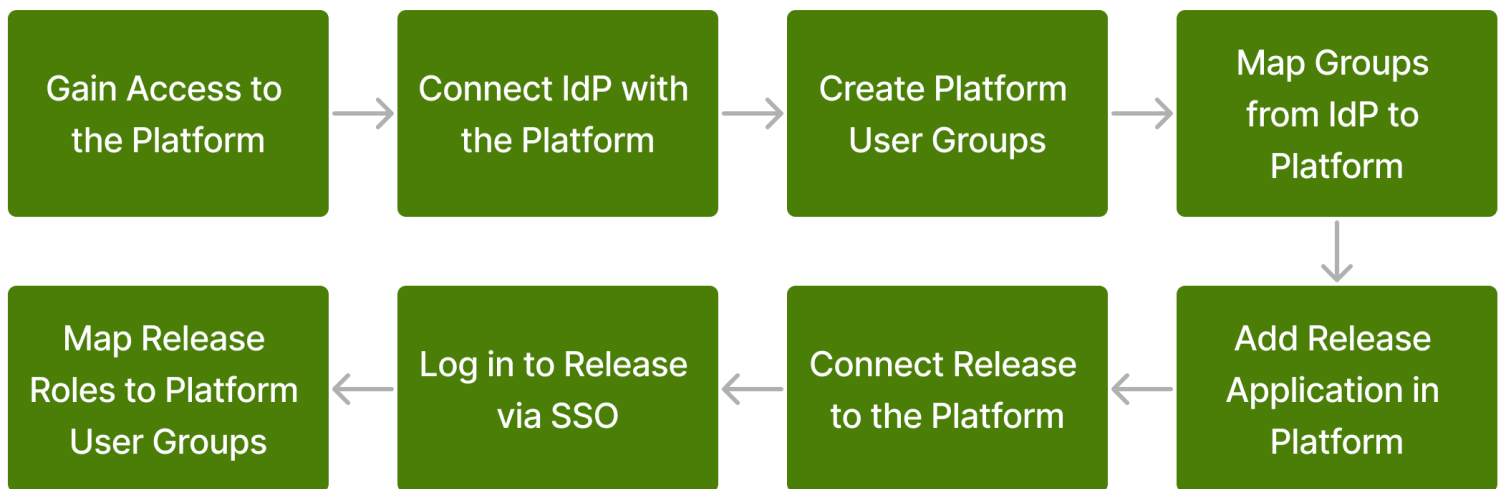 Gain Access to
the Platform
Connect IdP with
the Platform
Create Platform
User Groups
Map Groups
from IdP to
Platform
Add Release
Application in
Platform
Connect Release
to the Platform
Log in to Release
via SSO
Map Release
Roles to Platform
User Groups